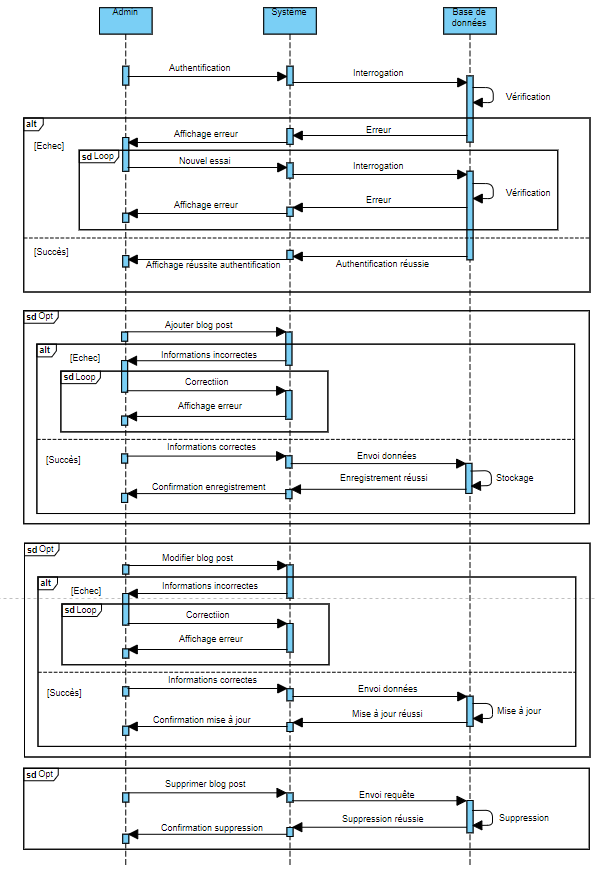 Admin
Système
Base de
données
Authentification
Interrogation
Vérification
alt
Erreur
Affichage erreur
[Echec]
sd Loop
Nouvel essai
Interrogation
Vérification
Erreur
Affichage erreur
[Succés]
Affichage réussite authentification
Authentification réussie
sd Opt
Ajouter blog post
alt
[Echec]
Informations incorrectes
sd Loop
Correctiion
Affichage erreur
Informations correctes
[Succés]
Envoi données
Enregistrement réussi
Stockage
Confirmation enregistrement
sd Opt
Modifier blog post
alt
[Echec]
Informations incorrectes
sd Loop
Correctiion
Affichage erreur
Informations correctes
[Succés]
Envoi données
Mise à jour
Mise à jour réussi
Confirmation mise à jour
sd Opt
Supprimer blog post
Envoi requête
Suppression
Suppression réussie
Confirmation suppression